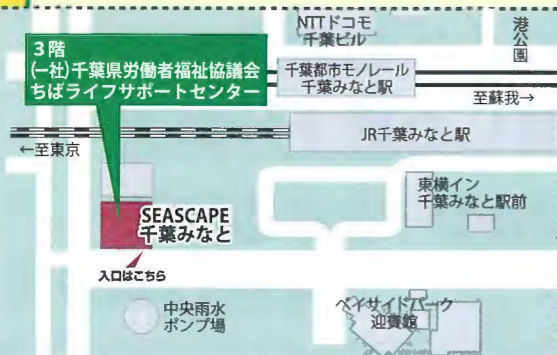 NTTドコモ
千葉ビル
港公園
3階
(一社)千葉県労働者福祉協議会
ちばライフサポートセンター
千葉都市モノレール
千葉みなと駅
至蘇我→
JR千葉みなと駅
←至東京
東横イン
千葉みなと駅前
SEASCAPE
千葉みなと
入口はこちら
中央雨水
ポンプ場
ベイサイドパーク
迎賓館